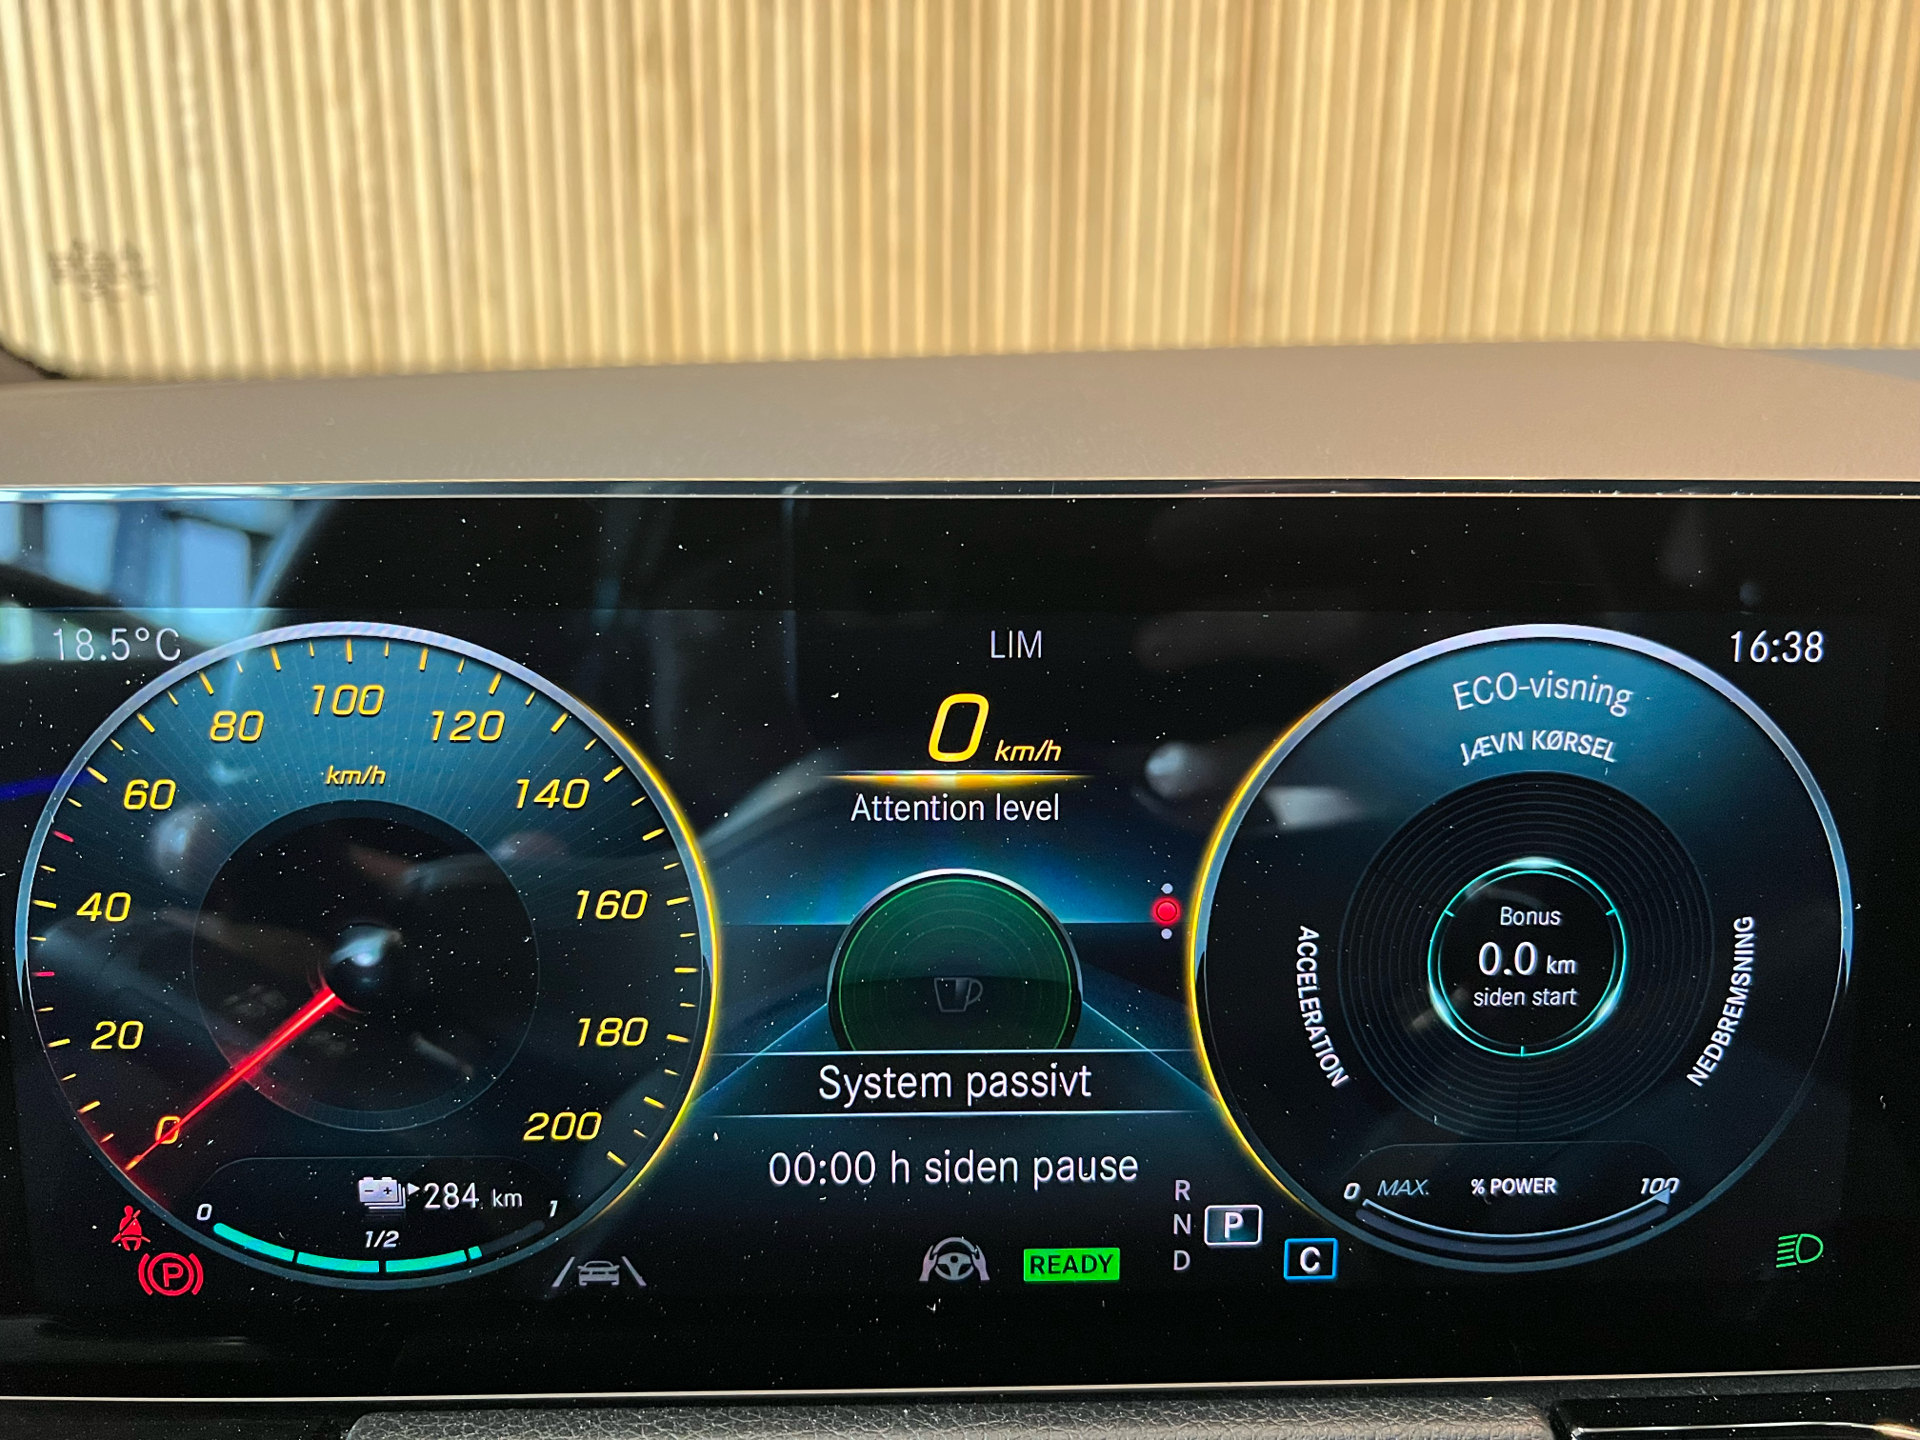 18.5°C
LIM
16:38
0 km/h
Attention level
System passivt
00:00 h siden pause
0
20
40
60
80
100
120
140
160
180
200
km/h
284 km
0
1/2
1
P
READY
R
N
D
P
C
ECO-visning
JÆVN KØRSEL
ACCELERATION
NEDBREMSNING
Bonus
0.0 km
siden start
0 MAX. % POWER 100